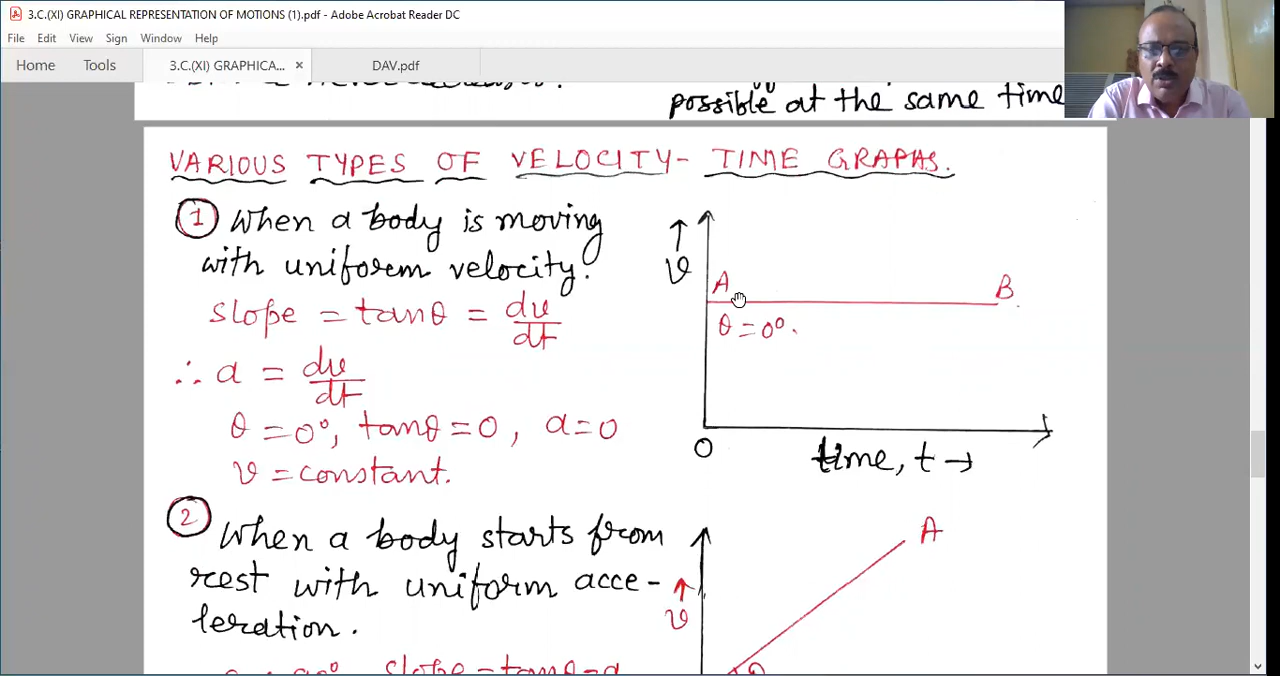 3.C.(XI) GRAPHICAL REPRESENTATION OF MOTIONS (1).pdf - Adobe Acrobat Reader DC
File Edit View Sign Window Help
Home Tools 3.C.(XI) GRAPHICA... × DAV.pdf
possible at the same time
VARIOUS TYPES OF VELOCITY-TIME GRAPHS.
1 When a body is moving
with uniform velocity.
slope = tanθ = dv/dt
∴ a = dv/dt
θ = 0°, tanθ = 0, a = 0
v = constant.
↑ v
A B
θ = 0°.
O time, t →
2 When a body starts from
rest with uniform acce-
leration.
↑ v
A
slope = tanθ = a
θ